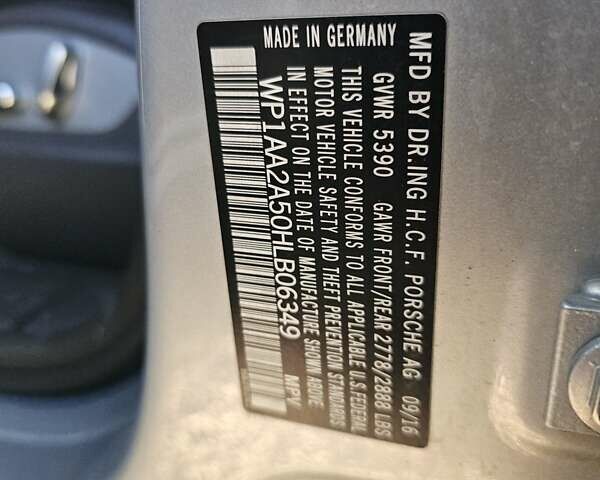 MFD BY DR.ING H.C.F. PORSCHE AG 09/16
GVWR 5390 GAWR FRONT/REAR 2778/2888 LBS
MADE IN GERMANY
THIS VEHICLE CONFORMS TO ALL APPLICABLE U.S.FEDERAL
MOTOR VEHICLE SAFETY AND THEFT PREVENTION STANDARDS
IN EFFECT ON THE DATE OF MANUFACTURE SHOWN ABOVE
WP1AA2A50HLB06349 MPV